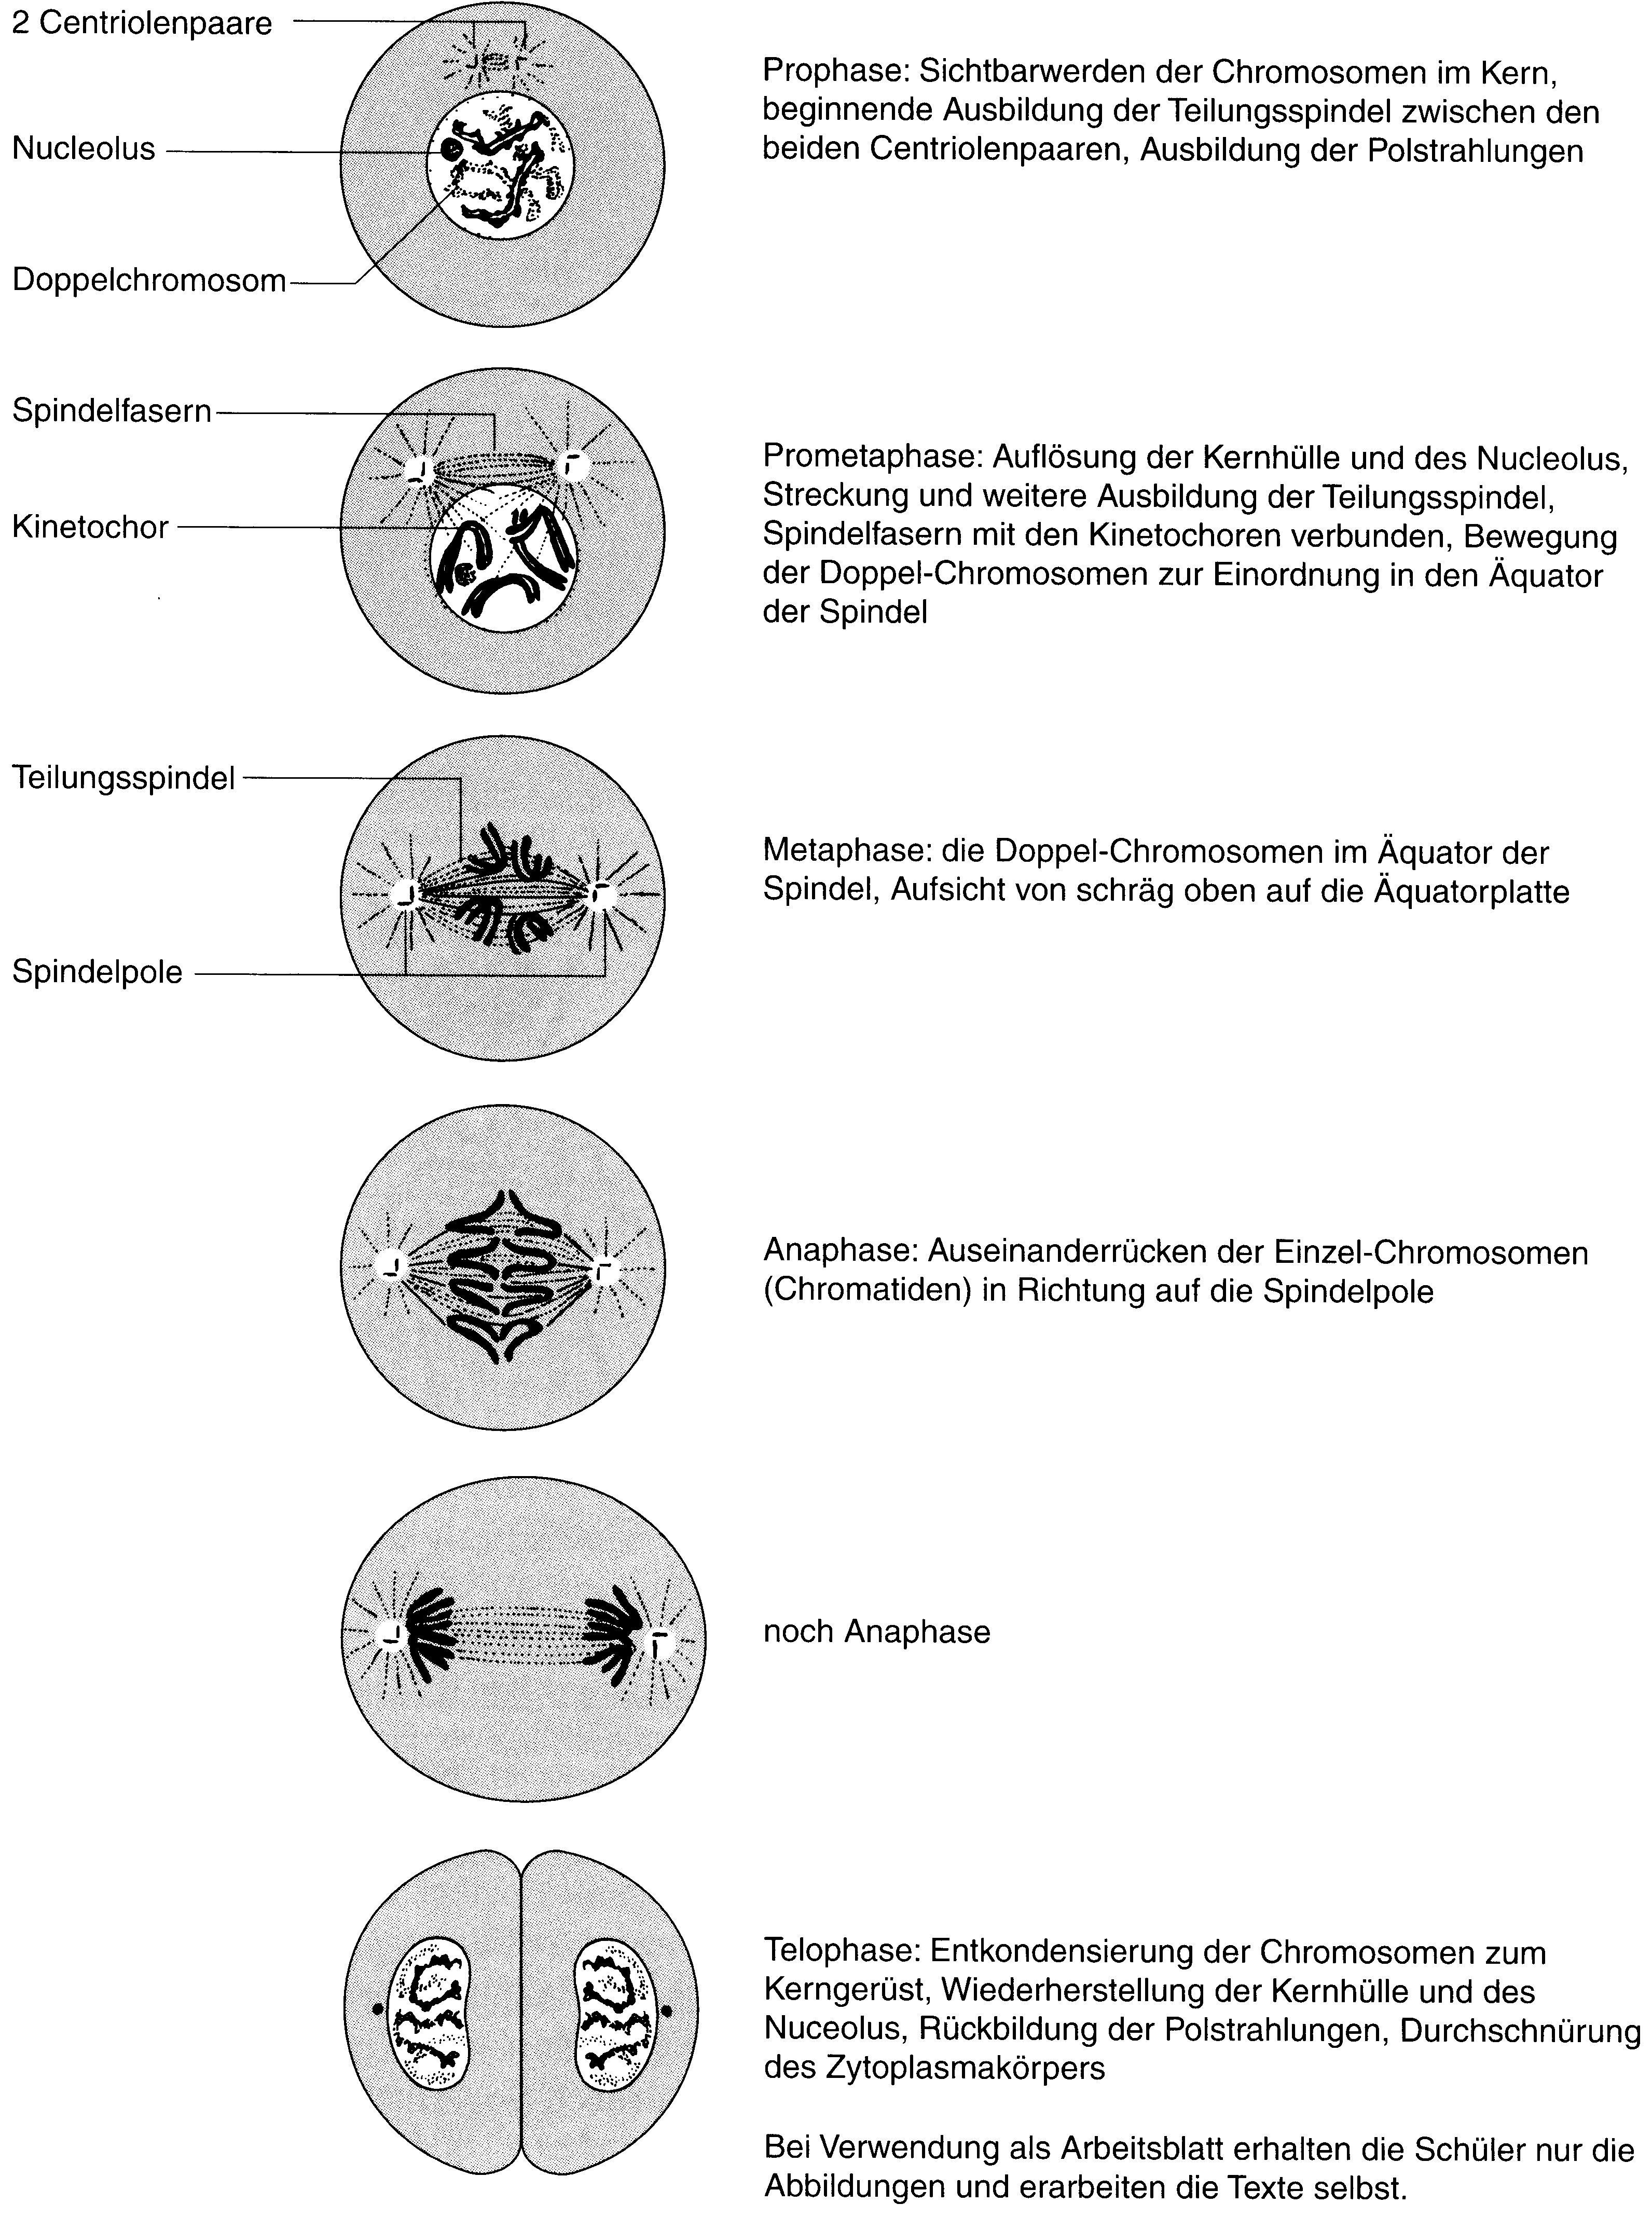 2 Centriolenpaare
Nucleolus
Doppelchromosom
Prophase: Sichtbarwerden der Chromosomen im Kern,
beginnende Ausbildung der Teilungsspindel zwischen den
beiden Centriolenpaaren, Ausbildung der Polstrahlungen
Spindelfasern
Kinetochor
Prometaphase: Auflösung der Kernhülle und des Nucleolus,
Streckung und weitere Ausbildung der Teilungsspindel,
Spindelfasern mit den Kinetochoren verbunden, Bewegung
der Doppel-Chromosomen zur Einordnung in den Äquator
der Spindel
Teilungsspindel
Spindelpole
Metaphase: die Doppel-Chromosomen im Äquator der
Spindel, Aufsicht von schräg oben auf die Äquatorplatte
Anaphase: Auseinanderrücken der Einzel-Chromosomen
(Chromatiden) in Richtung auf die Spindelpole
noch Anaphase
Telophase: Entkondensierung der Chromosomen zum
Kerngerüst, Wiederherstellung der Kernhülle und des
Nuceolus, Rückbildung der Polstrahlungen, Durchschnürung
des Zytoplasmakörpers
Bei Verwendung als Arbeitsblatt erhalten die Schüler nur die
Abbildungen und erarbeiten die Texte selbst.